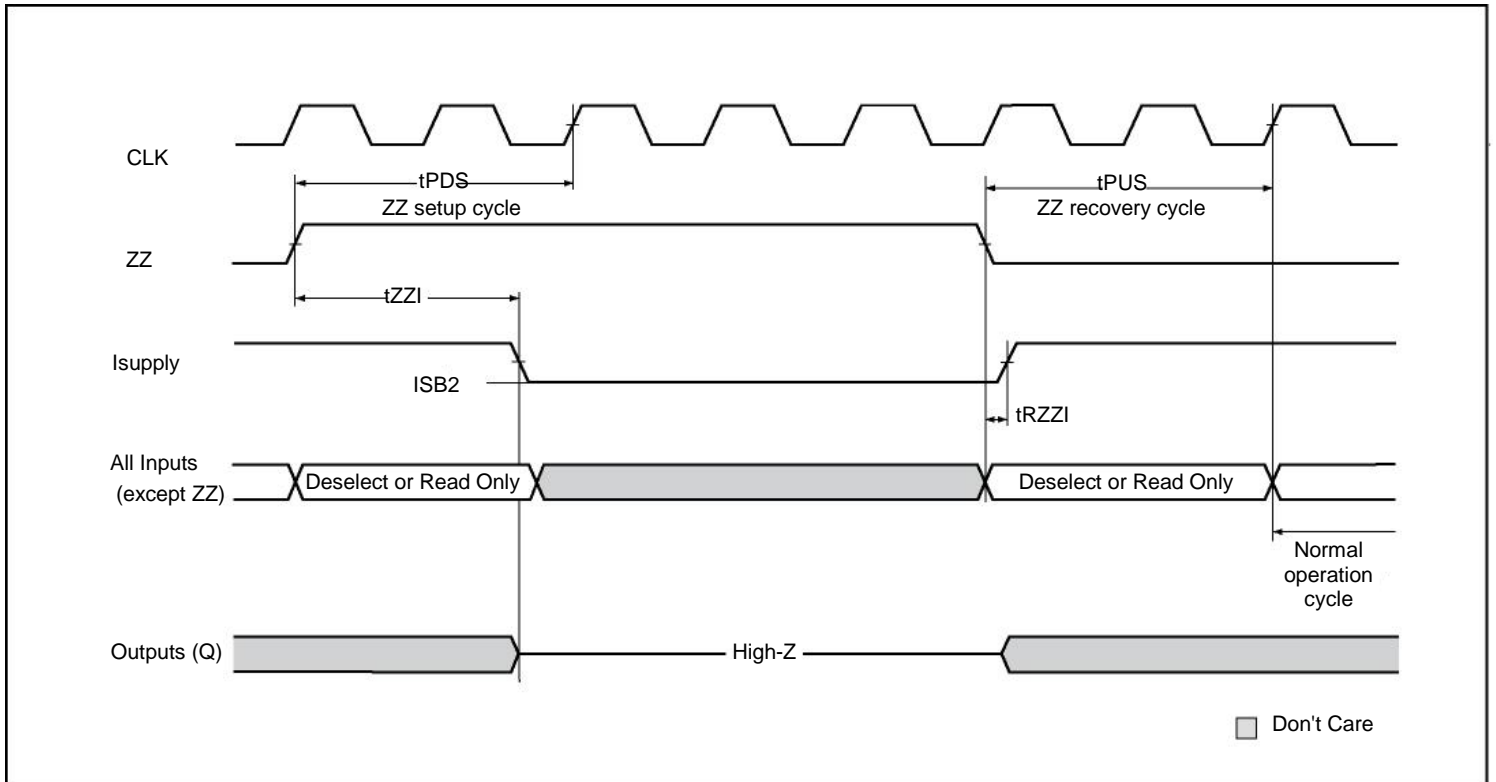 CLK
tPDS
tPUS
ZZ setup cycle
ZZ recovery cycle
ZZ
tZZI
Isupply
ISB2
tRZZI
All Inputs
(except ZZ)
Deselect or Read Only
Deselect or Read Only
Normal
operation
cycle
Outputs (Q)
High-Z
Don't Care